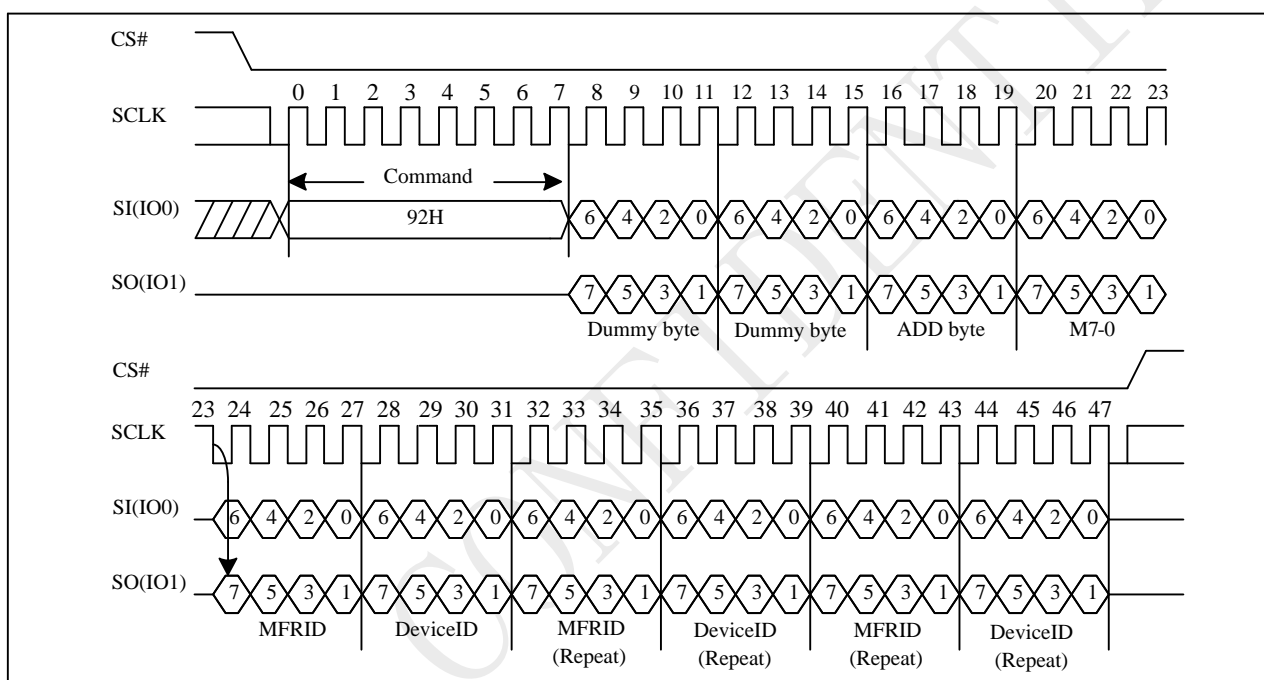 CS#
0 1 2 3 4 5 6 7 8 9 10 11 12 13 14 15 16 17 18 19 20 21 22 23
SCLK
Command
SI(IO0) 92H 6 4 2 0 6 4 2 0 6 4 2 0 6 4 2 0
SO(IO1) 7 5 3 1 7 5 3 1 7 5 3 1 7 5 3 1
Dummy byte Dummy byte ADD byte M7-0
CS#
23 24 25 26 27 28 29 30 31 32 33 34 35 36 37 38 39 40 41 42 43 44 45 46 47
SCLK
SI(IO0) 6 4 2 0 6 4 2 0 6 4 2 0 6 4 2 0 6 4 2 0 6 4 2 0
SO(IO1) 7 5 3 1 7 5 3 1 7 5 3 1 7 5 3 1 7 5 3 1 7 5 3 1
MFRID DeviceID MFRID DeviceID MFRID DeviceID
(Repeat) (Repeat) (Repeat) (Repeat)
CONFIDENTI